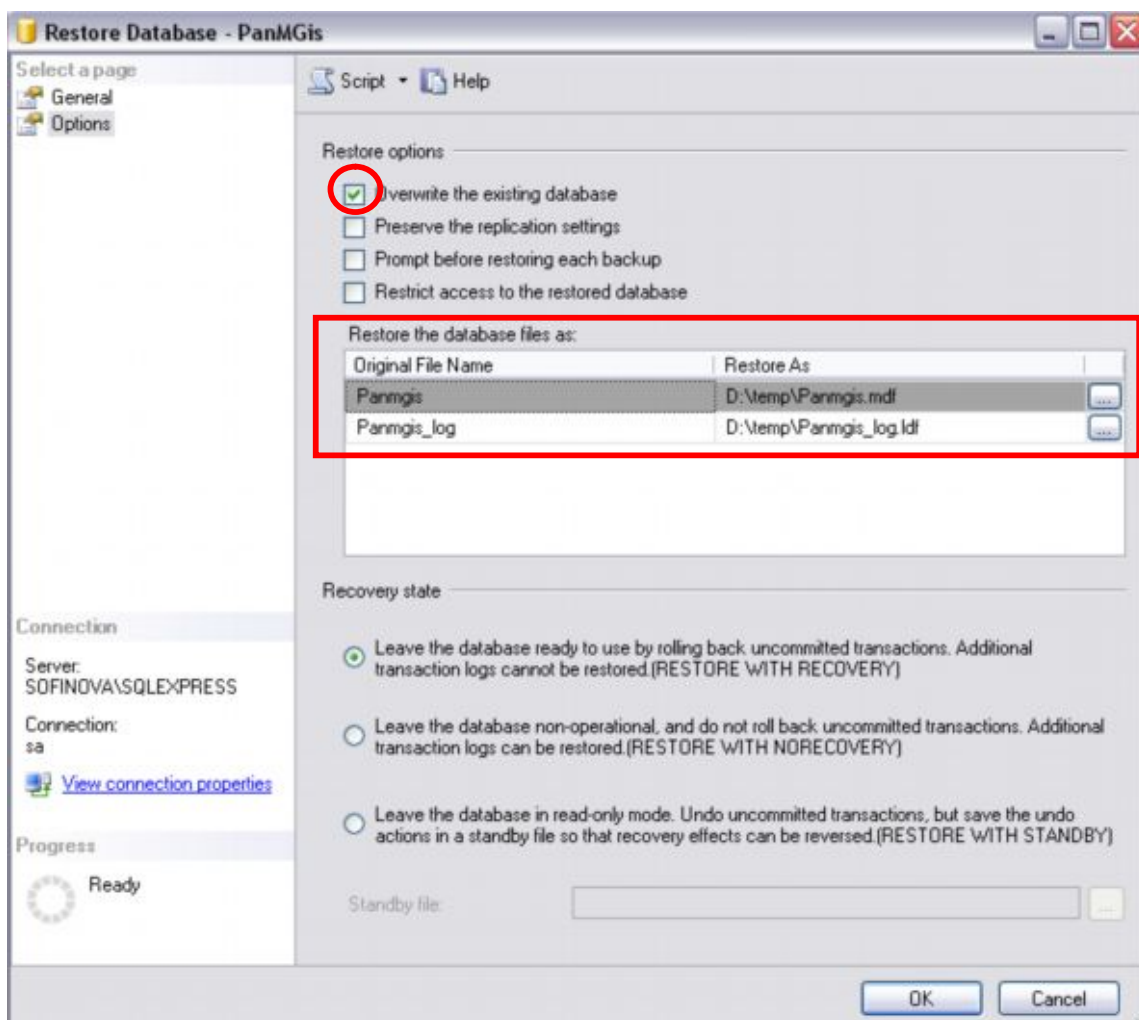 Restore Database - PanMGis
Select a page
General
Options
Script Help
Restore options
Overwrite the existing database
Preserve the replication settings
Prompt before restoring each backup
Restrict access to the restored database
Restore the database files as:
Original File Name Restore As
Panmgis D:\temp\Panmgis.mdf ...
Panmgis_log D:\temp\Panmgis_log.ldf ...
Recovery state
Leave the database ready to use by rolling back uncommitted transactions. Additional
transaction logs cannot be restored.(RESTORE WITH RECOVERY)
Leave the database non-operational, and do not roll back uncommitted transactions. Additional
transaction logs can be restored.(RESTORE WITH NORECOVERY)
Leave the database in read-only mode. Undo uncommitted transactions, but save the undo
actions in a standby file so that recovery effects can be reversed.(RESTORE WITH STANDBY)
Standby file: ...
Connection
Server:
SOFINOVA\SQLEXPRESS
Connection:
sa
View connection properties
Progress
Ready
OK Cancel